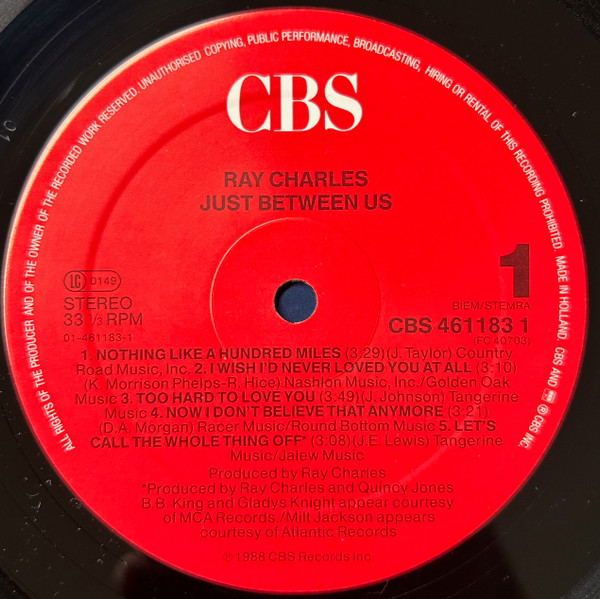 ALL RIGHTS OF THE PRODUCER AND OF THE OWNER OF THE RECORDED WORK RESERVED. UNAUTHORISED COPYING, PUBLIC PERFORMANCE, BROADCASTING, HIRING OR RENTAL OF THIS RECORDING PROHIBITED. MADE IN HOLLAND. CBS AND ® CBS INC.
CBS
RAY CHARLES
JUST BETWEEN US
1
LC 0149
STEREO
33 1/3 RPM
01-461183-1
BIEM/STEMRA
CBS 461183 1
(FC 40703)
1. NOTHING LIKE A HUNDRED MILES (3:29)(J. Taylor) Country
Road Music, Inc. 2. I WISH I'D NEVER LOVED YOU AT ALL (3:10)
(K. Morrison Phelps-R. Hice) Nashlon Music, Inc./Golden Oak
Music 3. TOO HARD TO LOVE YOU (3:49)(J. Johnson) Tangerine
Music 4. NOW I DON'T BELIEVE THAT ANYMORE (3:21)
(D.A. Morgan) Racer Music/Round Bottom Music 5. LET'S
CALL THE WHOLE THING OFF* (3:08)(J.E. Lewis) Tangerine
Music/Jalew Music
Produced by Ray Charles
*Produced by Ray Charles and Quincy Jones
B.B. King and Gladys Knight appear courtesy
of MCA Records /Milt Jackson appears
courtesy of Atlantic Records
℗ 1988 CBS Records Inc.